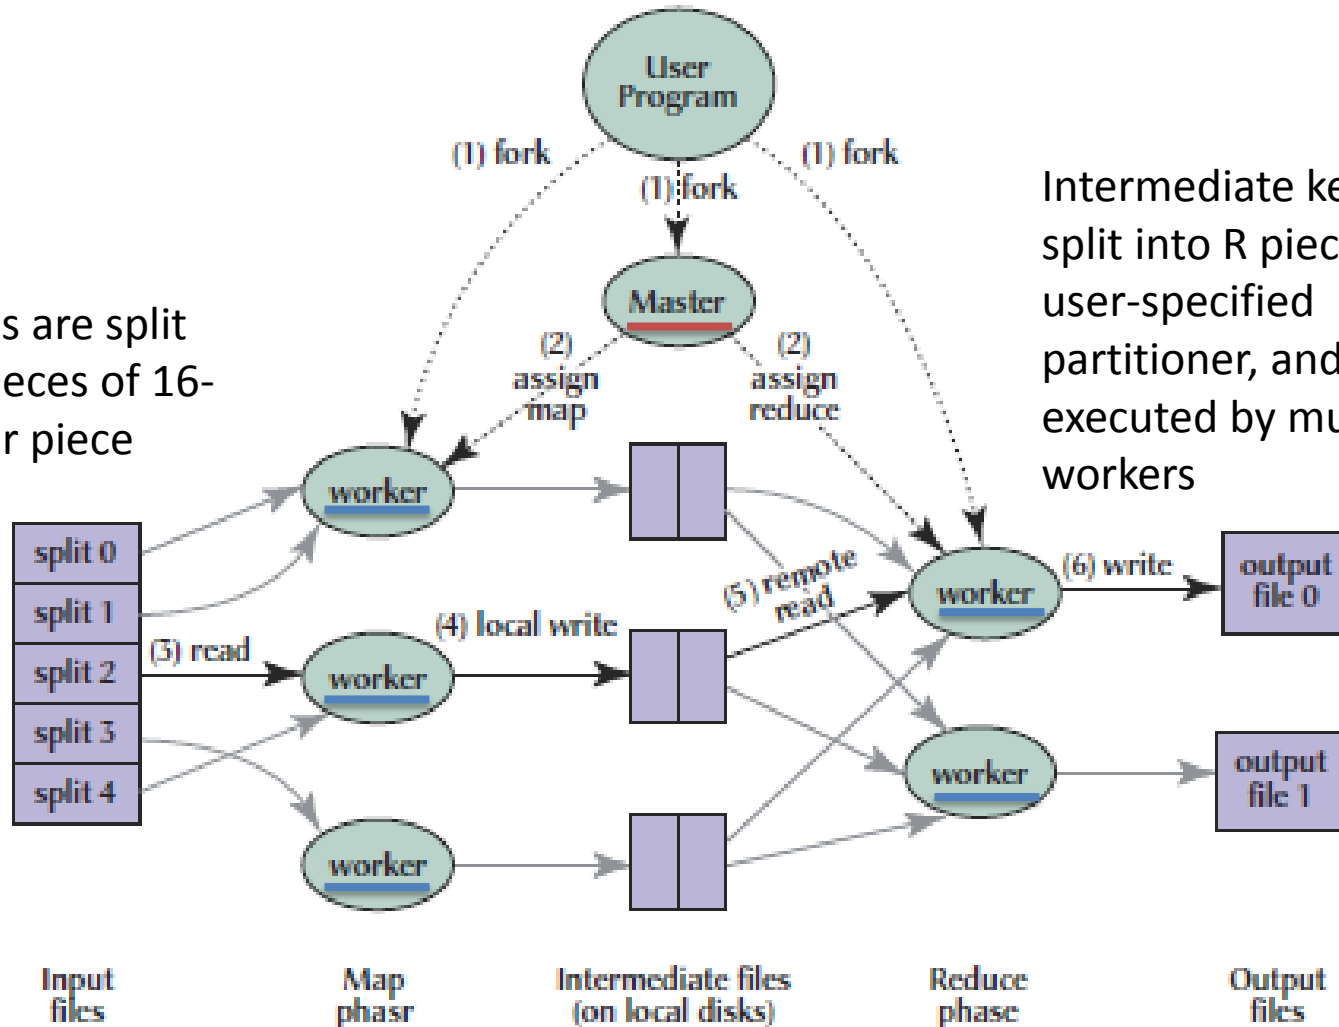 User
Program
(1) fork
(1) fork
(1) fork
Intermediate ke
split into R piec
user-specified
partitioner, and
executed by mu
workers
Master
s are split
eces of 16-
r piece
(2)
assign
map
(2)
assign
reduce
worker
split 0
split 1
split 2
split 3
split 4
(3) read
worker
(4) local write
(5) remote
read
worker
(6) write
output
file 0
worker
output
file 1
worker
Input
files
Map
phasr
Intermediate files
(on local disks)
Reduce
phase
Output
files